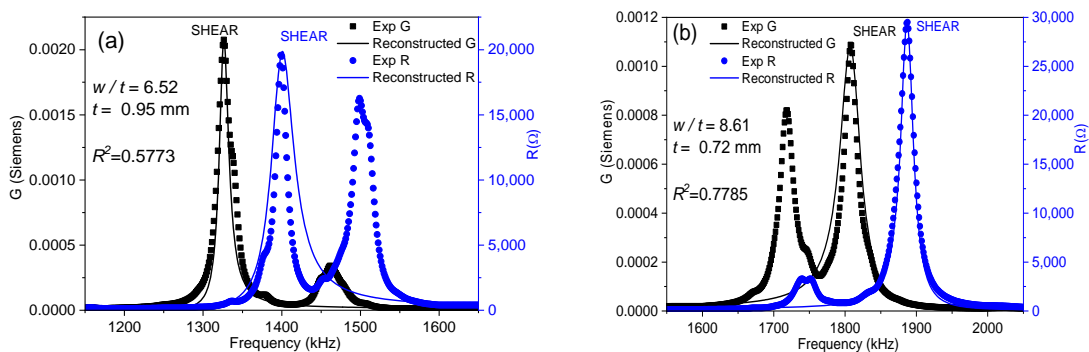 (a)
SHEAR
SHEAR
Exp G
Reconstructed G
Exp R
Reconstructed R
w / t = 6.52
t = 0.95 mm
R²=0.5773
G (Siemens)
0.0020
0.0015
0.0010
0.0005
0.0000
20,000
15,000
10,000
5,000
0
R(Ω)
1200 1300 1400 1500 1600
Frequency (kHz)
(b)
Exp G
Reconstructed G
Exp R
Reconstructed R
SHEAR
SHEAR
w / t = 8.61
t = 0.72 mm
R²=0.7785
G (Siemens)
0.0012
0.0010
0.0008
0.0006
0.0004
0.0002
0.0000
30,000
25,000
20,000
15,000
10,000
5,000
0
R(Ω)
1600 1700 1800 1900 2000
Frequency (kHz)